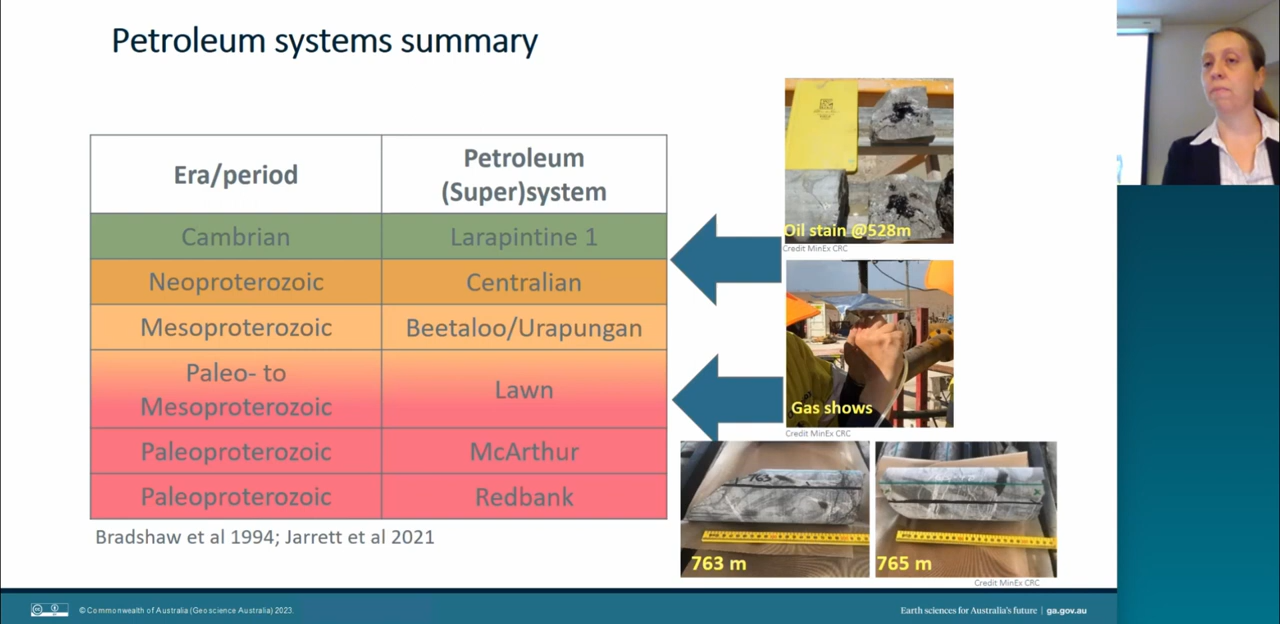 Petroleum systems summary
Era/period
Petroleum
(Super)system
Cambrian
Larapintine 1
Neoproterozoic
Centralian
Mesoproterozoic
Beetaloo/Urapungan
Paleo- to
Mesoproterozoic
Lawn
Paleoproterozoic
McArthur
Paleoproterozoic
Redbank
Bradshaw et al 1994; Jarrett et al 2021
Oil stain @528m
Credit MinEx CRC
Gas shows
Credit MinEx CRC
763
763 m
765 m
Credit MinEx CRC
© Commonwealth of Australia (Geoscience Australia) 2023.
Earth sciences for Australia's future | ga.gov.au